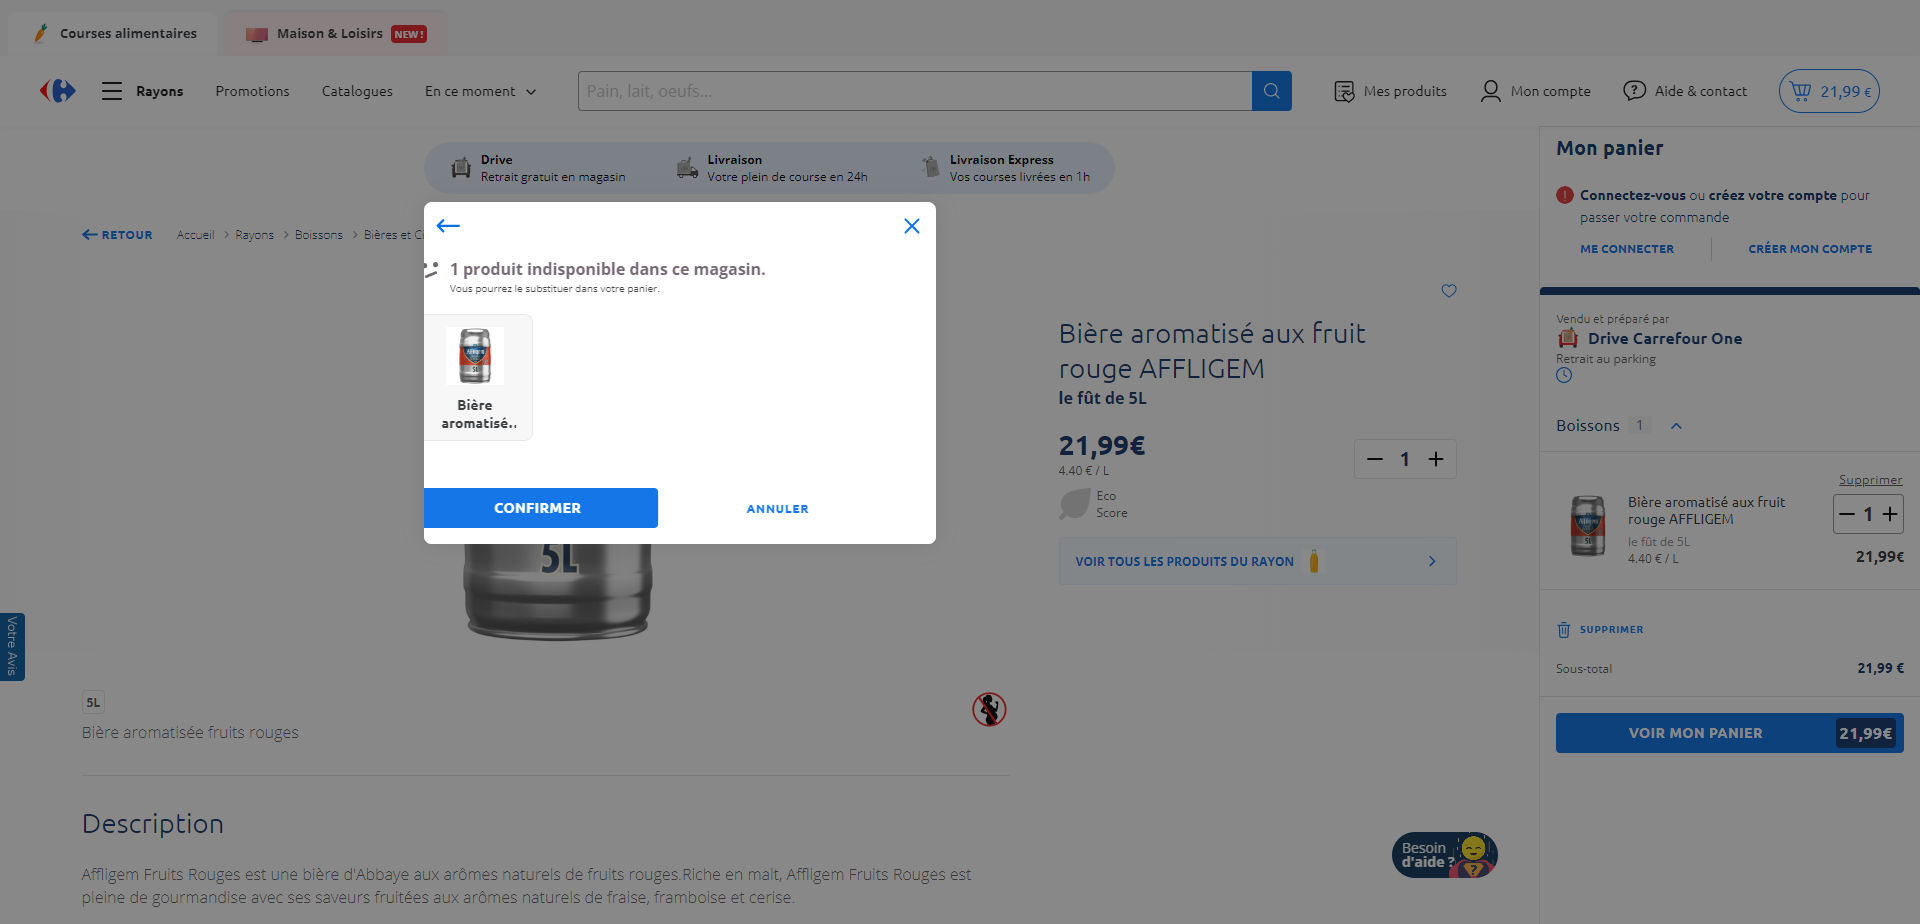 Courses alimentaires
Maison & Loisirs NEW !
Rayons
Promotions
Catalogues
En ce moment
Pain, lait, oeufs...
Mes produits
Mon compte
Aide & contact
21,99 €
Drive
Retrait gratuit en magasin
Livraison
Votre plein de course en 24h
Livraison Express
Vos courses livrées en 1h
RETOUR
Accueil
Rayons
Boissons
Bières et Ci
1 produit indisponible dans ce magasin.
Vous pourrez le substituer dans votre panier.
Affligem
5L
Bière
aromatisé..
CONFIRMER
ANNULER
5L
5L
Bière aromatisée fruits rouges
Description
Affligem Fruits Rouges est une bière d'Abbaye aux arômes naturels de fruits rouges.Riche en malt, Affligem Fruits Rouges est
pleine de gourmandise avec ses saveurs fruitées aux arômes naturels de fraise, framboise et cerise.
Votre Avis
Bière aromatisé aux fruit
rouge AFFLIGEM
le fût de 5L
21,99€
4.40 € / L
1
Eco
Score
VOIR TOUS LES PRODUITS DU RAYON
Besoin
d'aide ?
Mon panier
Connectez-vous ou créez votre compte pour
passer votre commande
ME CONNECTER
CRÉER MON COMPTE
Vendu et préparé par
Drive Carrefour One
Retrait au parking
Boissons 1
Supprimer
Bière aromatisé aux fruit
rouge AFFLIGEM
1
le fût de 5L
4.40 € / L
21,99€
Affligem
5L
SUPPRIMER
Sous-total
21,99 €
VOIR MON PANIER
21,99€